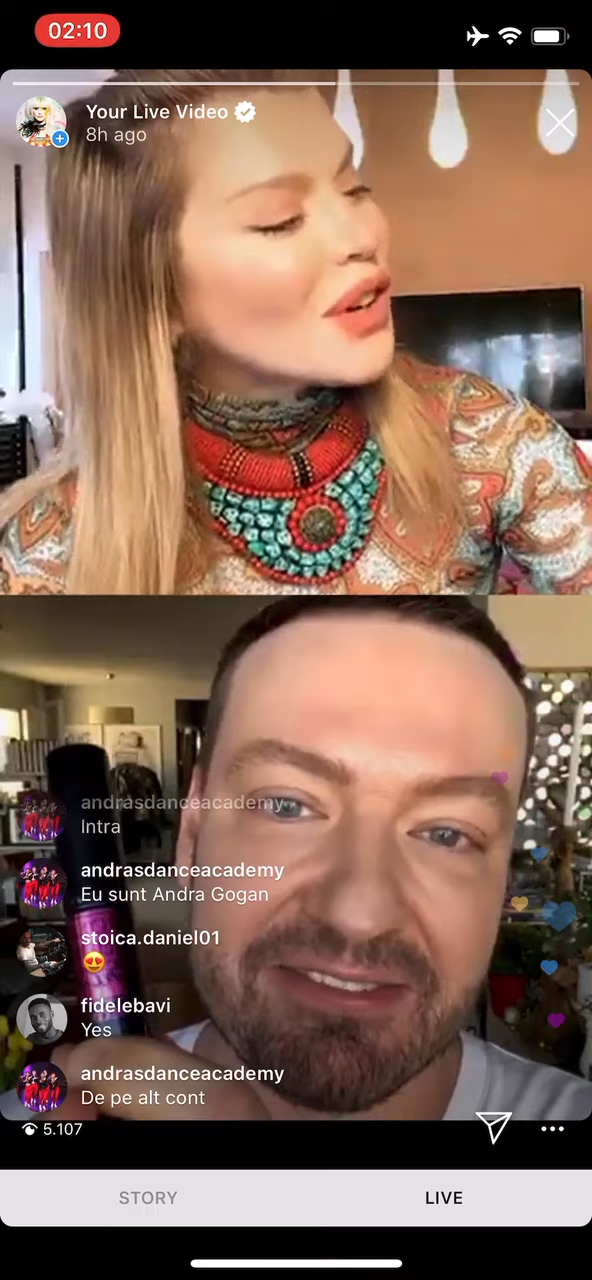 02:10
Your Live Video
8h ago
andrasdanceacademy
Intra
andrasdanceacademy
Eu sunt Andra Gogan
stoica.daniel01
😍
fidelebavi
Yes
andrasdanceacademy
De pe alt cont
5.107
STORY
LIVE